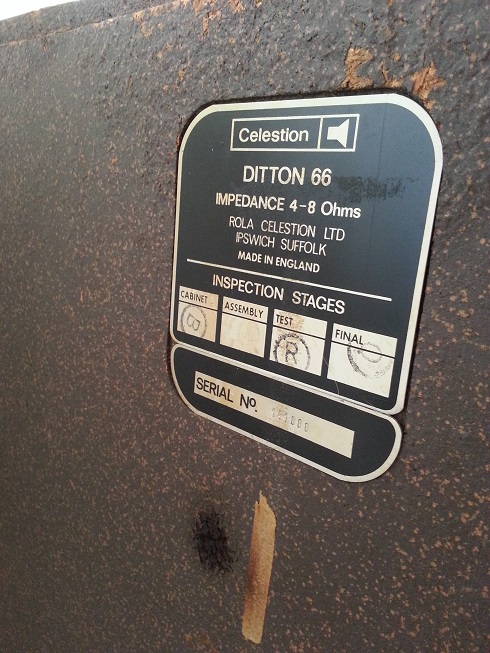 Celestion
DITTON 66
IMPEDANCE 4-8 Ohms
ROLA CELESTION LTD
IPSWICH SUFFOLK
MADE IN ENGLAND
INSPECTION STAGES
CABINET ASSEMBLY TEST FINAL
R
SERIAL No.